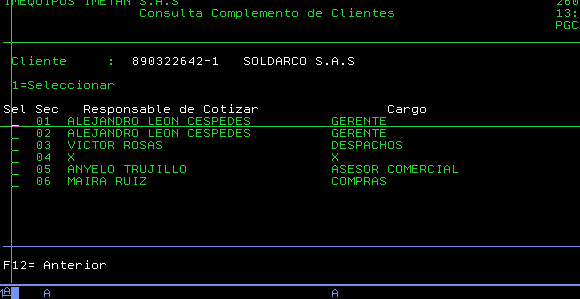 IMEQUIPOS IMETAN S.A.S 260
Consulta Complemento de Clientes 13:
PGC
Cliente : 890322642-1 SOLDARCO S.A.S
1=Seleccionar
Sel Sec Responsable de Cotizar Cargo
_ 01 ALEJANDRO LEON CESPEDES GERENTE
_ 02 ALEJANDRO LEON CESPEDES GERENTE
_ 03 VICTOR ROSAS DESPACHOS
_ 04 X X
_ 05 ANYELO TRUJILLO ASESOR COMERCIAL
_ 06 MAIRA RUIZ COMPRAS
F12= Anterior
A A A